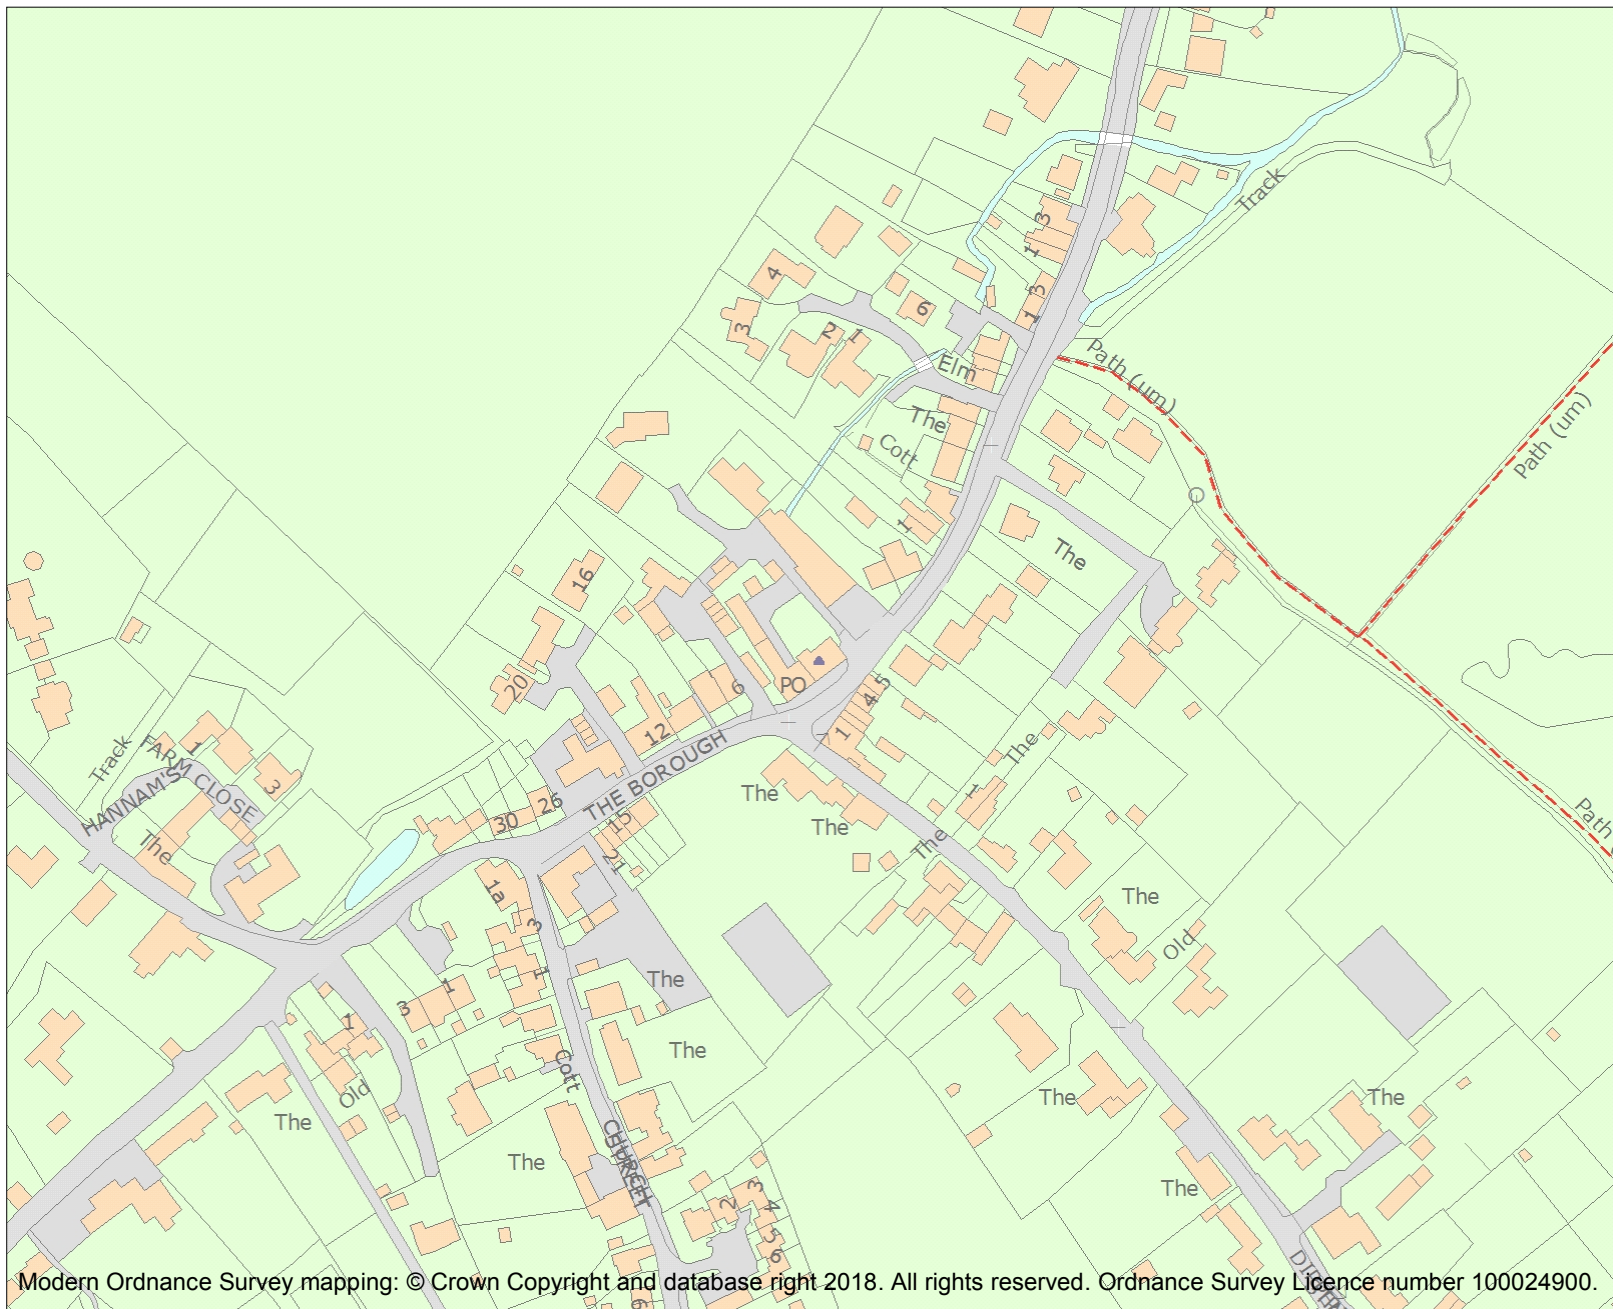 3
1
Track
4
6
3
3
2
1
1
Elm
Path (um)
The
Path (um)
Cott
1
The
16
20
6
PO
4 5
12
1
THE BOROUGH
The
Track
1
FARM CLOSE
3
HANNAM'S
The
26
30
15
21
The
The
1
The
1a
3
1
The
Old
The
Path
3
1
1
The
Cott
Old
The
The
The
The
CHURCH
The
The
2
3
4
5
6
6
Modern Ordnance Survey mapping: © Crown Copyright and database right 2018. All rights reserved. Ordnance Survey Licence number 100024900.